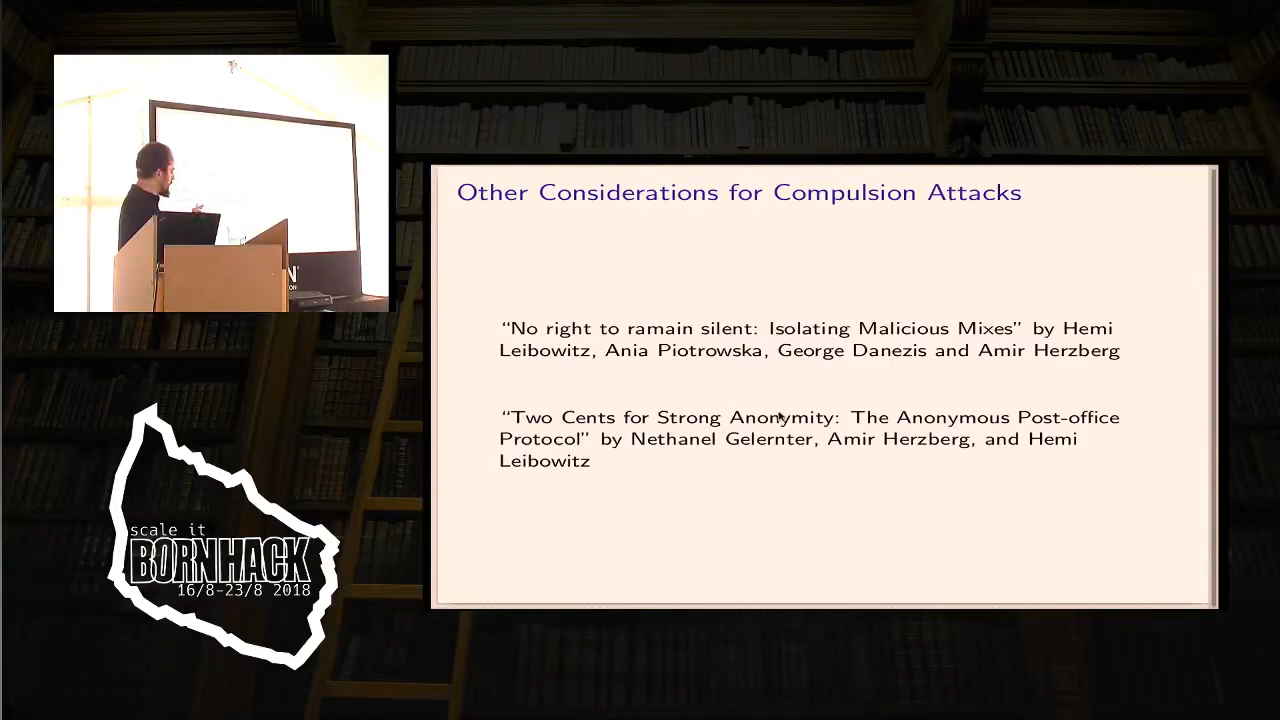 Other Considerations for Compulsion Attacks
“No right to ramain silent: Isolating Malicious Mixes” by Hemi
Leibowitz, Ania Piotrowska, George Danezis and Amir Herzberg
“Two Cents for Strong Anonymity: The Anonymous Post-office
Protocol” by Nethanel Gelernter, Amir Herzberg, and Hemi
Leibowitz
scale it
BORNHACK
16/8-23/8 2018